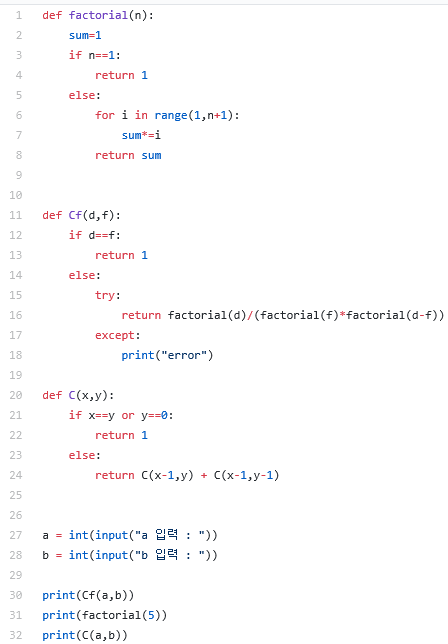 1 def factorial(n):
2     sum=1
3     if n==1:
4         return 1
5     else:
6         for i in range(1,n+1):
7             sum*=i
8         return sum
9
10
11 def Cf(d,f):
12     if d==f:
13         return 1
14     else:
15         try:
16             return factorial(d)/(factorial(f)*factorial(d-f))
17         except:
18             print("error")
19
20 def C(x,y):
21     if x==y or y==0:
22         return 1
23     else:
24         return C(x-1,y) + C(x-1,y-1)
25
26
27 a = int(input("a 입력 : "))
28 b = int(input("b 입력 : "))
29
30 print(Cf(a,b))
31 print(factorial(5))
32 print(C(a,b))